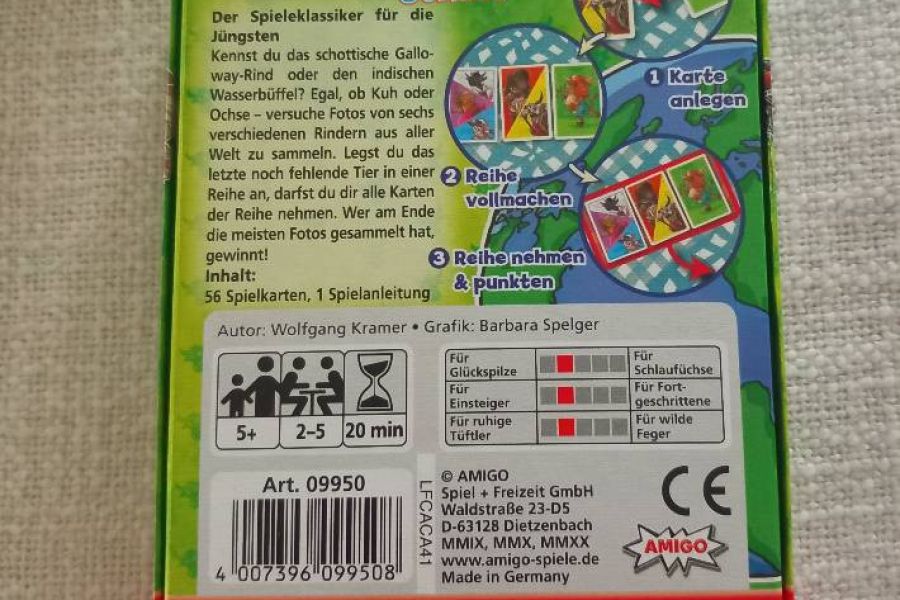 Der Spieleklassiker für die
Jüngsten
Kennst du das schottische Gallo-
way-Rind oder den indischen
Wasserbüffel? Egal, ob Kuh oder
Ochse – versuche Fotos von sechs
verschiedenen Rindern aus aller
Welt zu sammeln. Legst du das
letzte noch fehlende Tier in einer
Reihe an, darfst du dir alle Karten
der Reihe nehmen. Wer am Ende
die meisten Fotos gesammelt hat,
gewinnt!
Inhalt:
56 Spielkarten, 1 Spielanleitung
1 Karte
anlegen
2 Reihe
vollmachen
3 Reihe nehmen
& punkten
Autor: Wolfgang Kramer • Grafik: Barbara Spelger
5+
2–5
20 min
Für
Glückspilze
Für
Schlaufüchse
Für
Einsteiger
Für Fort-
geschrittene
Für ruhige
Tüftler
Für wilde
Feger
Art. 09950
4 007396 099508
LFCACA41
© AMIGO
Spiel + Freizeit GmbH
Waldstraße 23-D5
D-63128 Dietzenbach
MMIX, MMX, MMXX
www.amigo-spiele.de
Made in Germany
CE
AMIGO